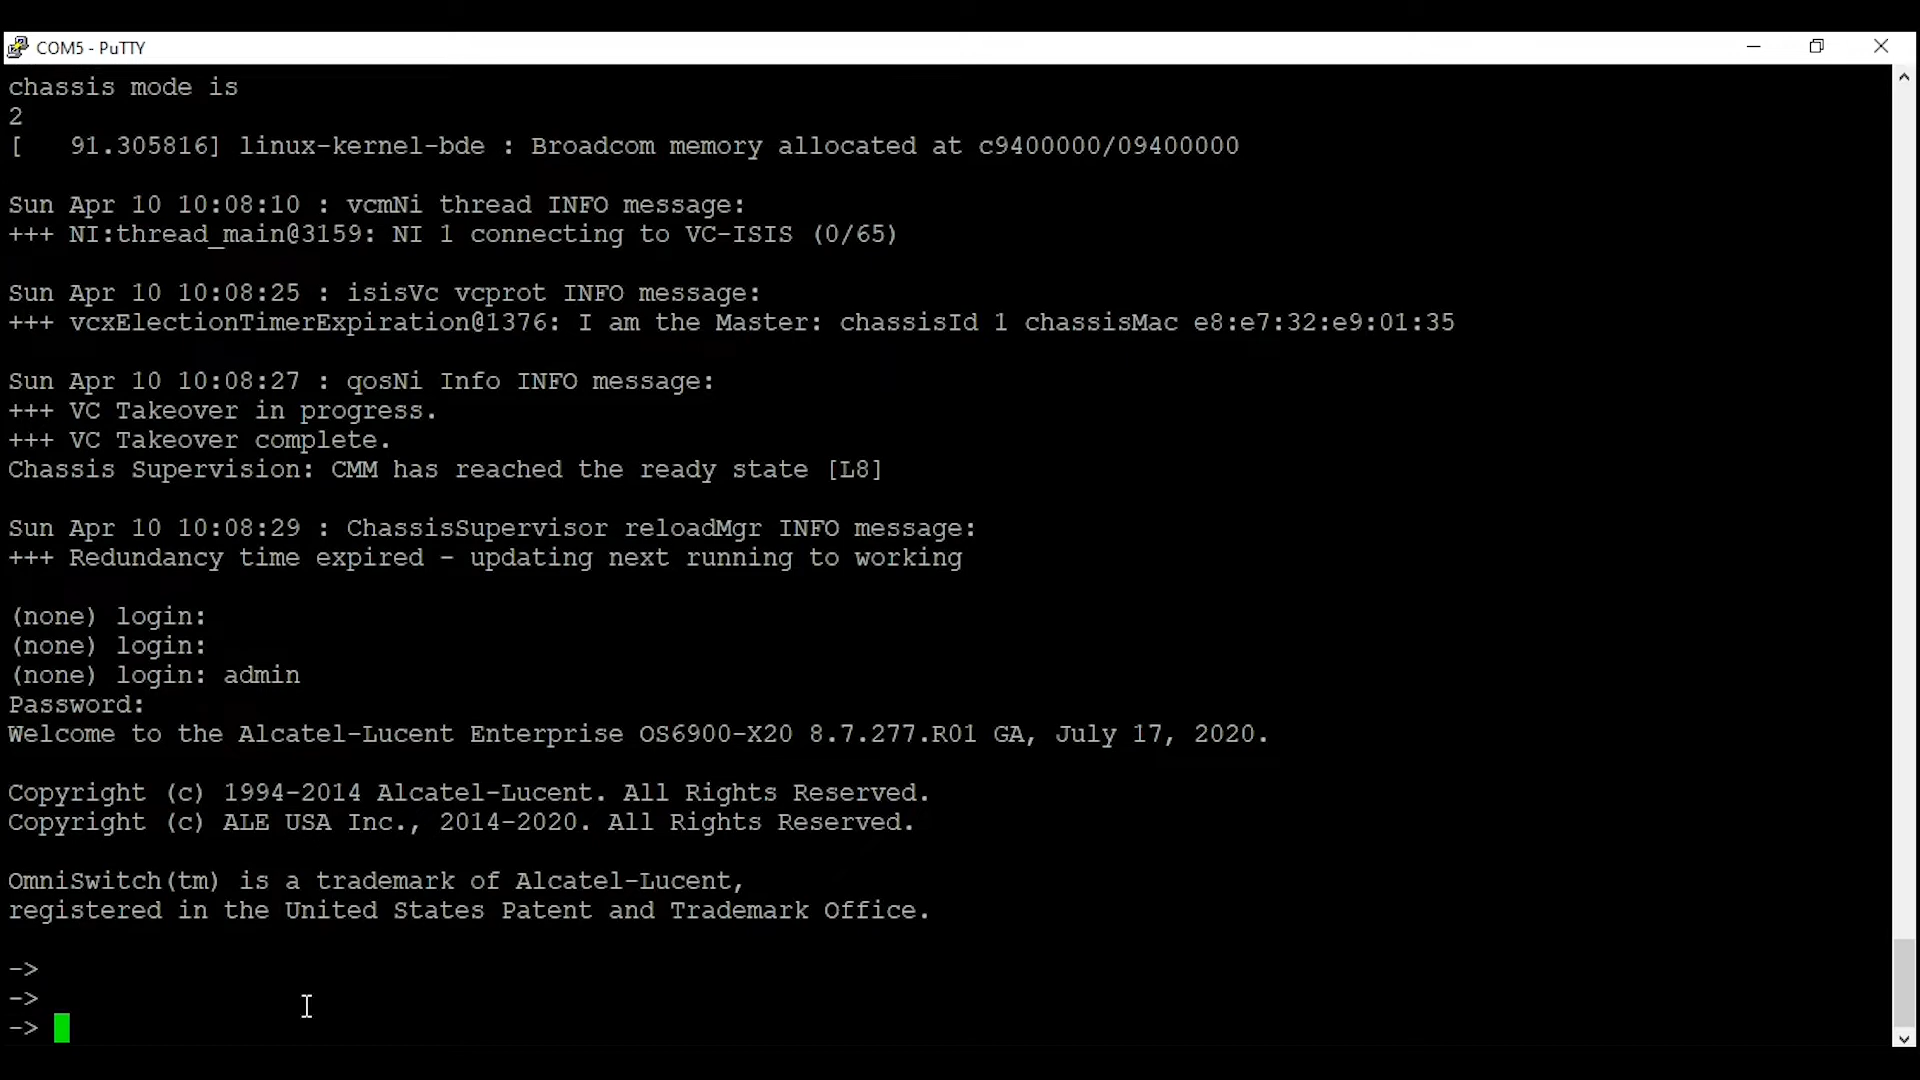 COM5 - PuTTY
chassis mode is
2
[   91.305816] linux-kernel-bde : Broadcom memory allocated at c9400000/09400000
Sun Apr 10 10:08:10 : vcmNi thread INFO message:
+++ NI:thread_main@3159: NI 1 connecting to VC-ISIS (0/65)
Sun Apr 10 10:08:25 : isisVc vcprot INFO message:
+++ vcxElectionTimerExpiration@1376: I am the Master: chassisId 1 chassisMac e8:e7:32:e9:01:35
Sun Apr 10 10:08:27 : qosNi Info INFO message:
+++ VC Takeover in progress.
+++ VC Takeover complete.
Chassis Supervision: CMM has reached the ready state [L8]
Sun Apr 10 10:08:29 : ChassisSupervisor reloadMgr INFO message:
+++ Redundancy time expired - updating next running to working
(none) login:
(none) login:
(none) login: admin
Password:
Welcome to the Alcatel-Lucent Enterprise OS6900-X20 8.7.277.R01 GA, July 17, 2020.
Copyright (c) 1994-2014 Alcatel-Lucent. All Rights Reserved.
Copyright (c) ALE USA Inc., 2014-2020. All Rights Reserved.
OmniSwitch(tm) is a trademark of Alcatel-Lucent,
registered in the United States Patent and Trademark Office.
->
->
->